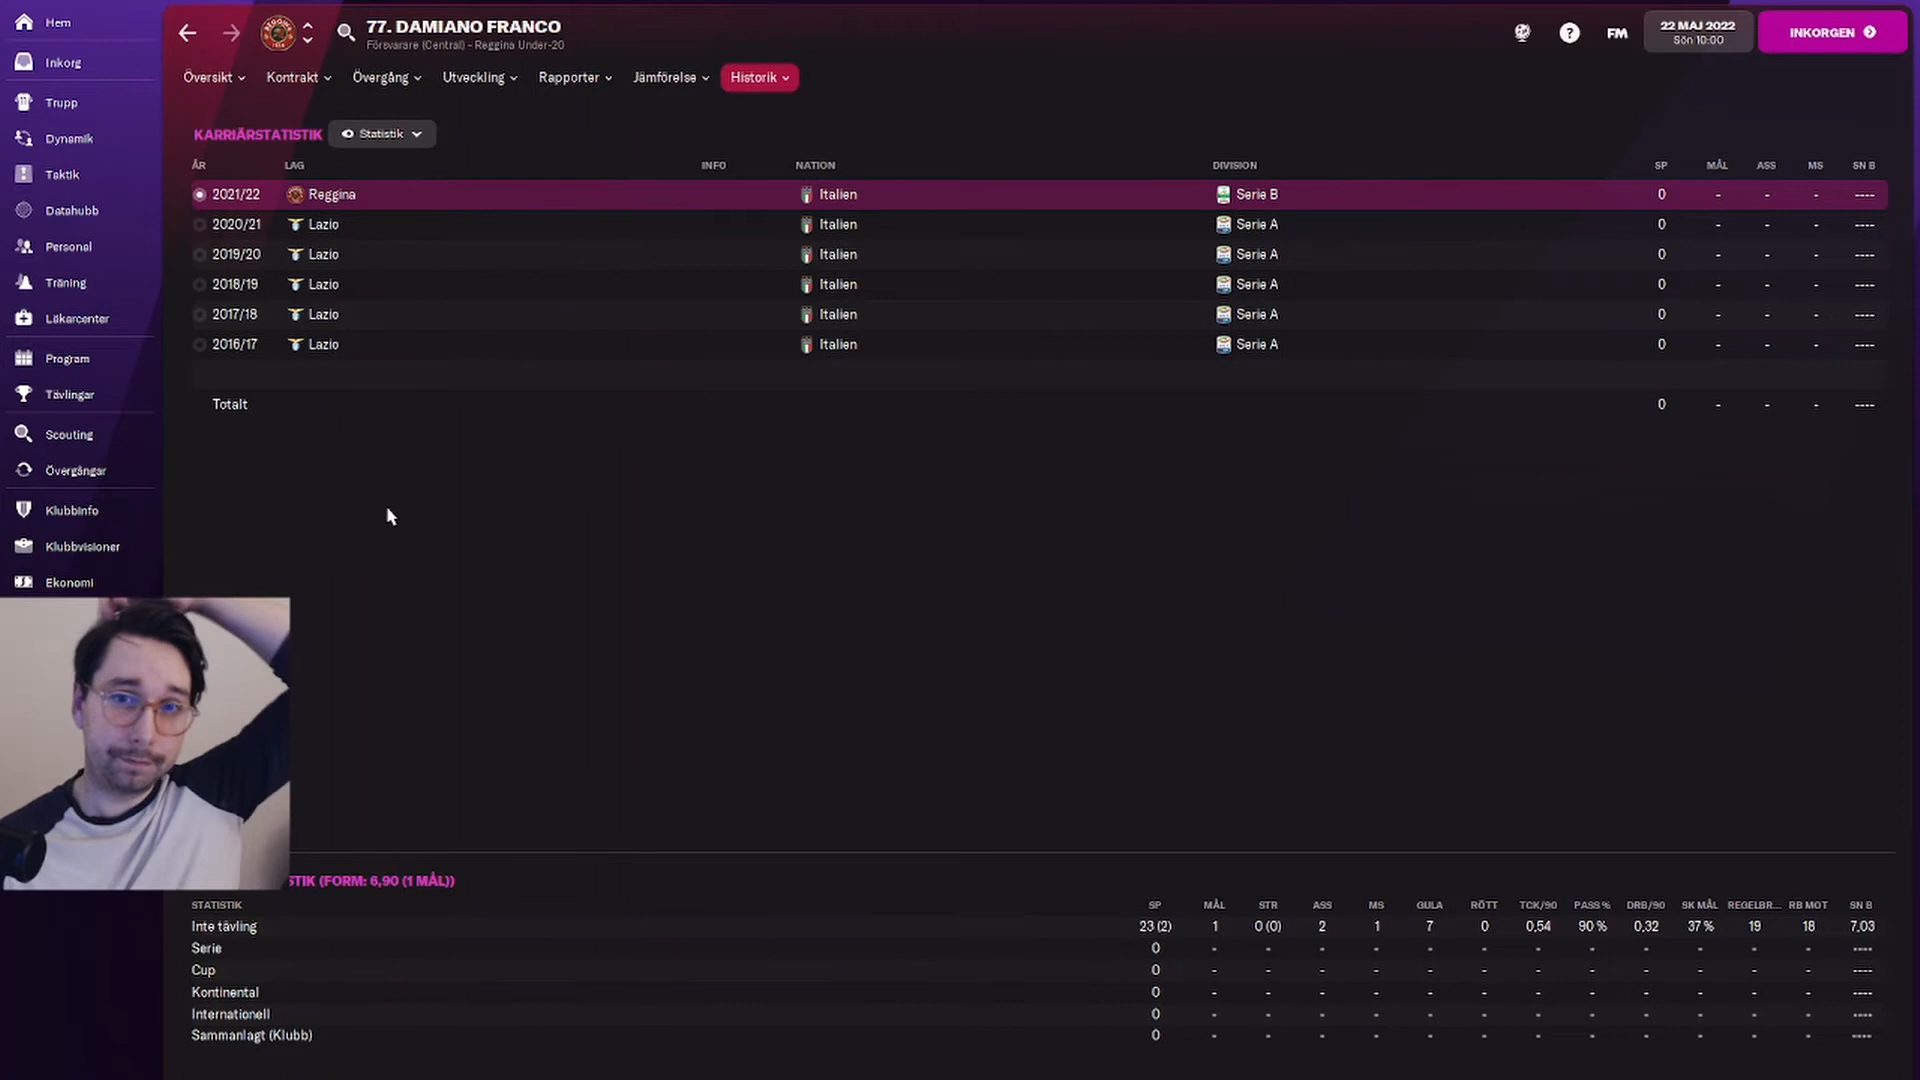 Hem
Inkorg
Trupp
Dynamik
Taktik
Datahubb
Personal
Träning
Läkarcenter
Program
Tävlingar
Scouting
Övergångar
Klubbinfo
Klubbvisioner
Ekonomi
77. DAMIANO FRANCO
Försvarare (Central) - Reggina Under-20
FM
22 MAJ 2022
Sön 10:00
INKORGEN
Översikt Kontrakt Övergång Utveckling Rapporter Jämförelse Historik
KARRIÄRSTATISTIK Statistik
ÅR LAG INFO NATION DIVISION SP MÅL ASS MS SN B
2021/22 Reggina Italien Serie B 0 - - - ----
2020/21 Lazio Italien Serie A 0 - - - ----
2019/20 Lazio Italien Serie A 0 - - - ----
2018/19 Lazio Italien Serie A 0 - - - ----
2017/18 Lazio Italien Serie A 0 - - - ----
2016/17 Lazio Italien Serie A 0 - - - ----
Totalt 0 - - - ----
STIK (FORM: 6,90 (1 MÅL))
STATISTIK SP MÅL STR ASS MS GULA RÖTT TCK/90 PASS % DRB/90 SK MÅL REGELBR... RB MOT SN B
Inte tävling 23 (2) 1 0 (0) 2 1 7 0 0,54 90 % 0,32 37 % 19 18 7,03
Serie 0 - - - - - - - - - - - - ----
Cup 0 - - - - - - - - - - - - ----
Kontinental 0 - - - - - - - - - - - - ----
Internationell 0 - - - - - - - - - - - - ----
Sammanlagt (Klubb) 0 - - - - - - - - - - - - ----